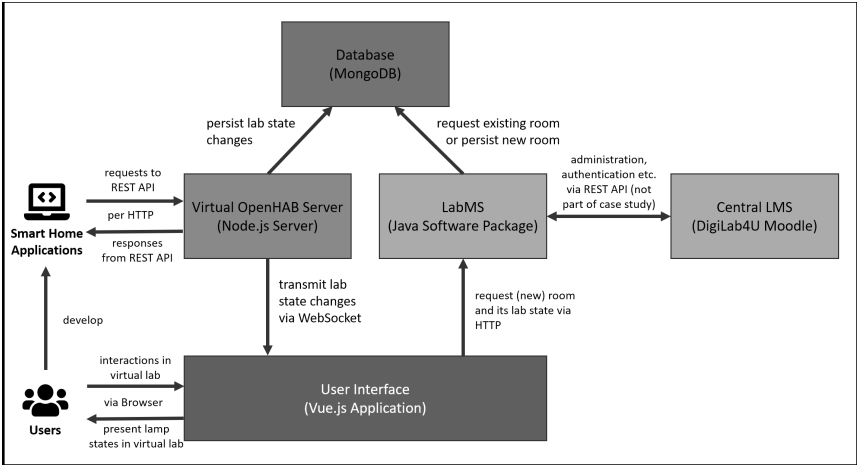 Database
(MongoDB)
persist lab state
changes
request existing room
or persist new room
requests to
REST API
per HTTP
responses
from REST API
Smart Home
Applications
Virtual OpenHAB Server
(Node.js Server)
LabMS
(Java Software Package)
administration,
authentication etc.
via REST API (not
part of case study)
Central LMS
(DigiLab4U Moodle)
develop
transmit lab
state changes
via WebSocket
request (new) room
and its lab state via
HTTP
interactions in
virtual lab
via Browser
present lamp
states in virtual lab
Users
User Interface
(Vue.js Application)